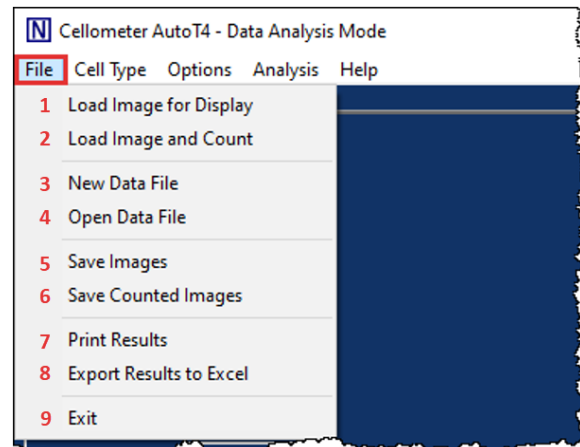 N Cellometer AutoT4 - Data Analysis Mode
File Cell Type Options Analysis Help
1 Load Image for Display
2 Load Image and Count
3 New Data File
4 Open Data File
5 Save Images
6 Save Counted Images
7 Print Results
8 Export Results to Excel
9 Exit